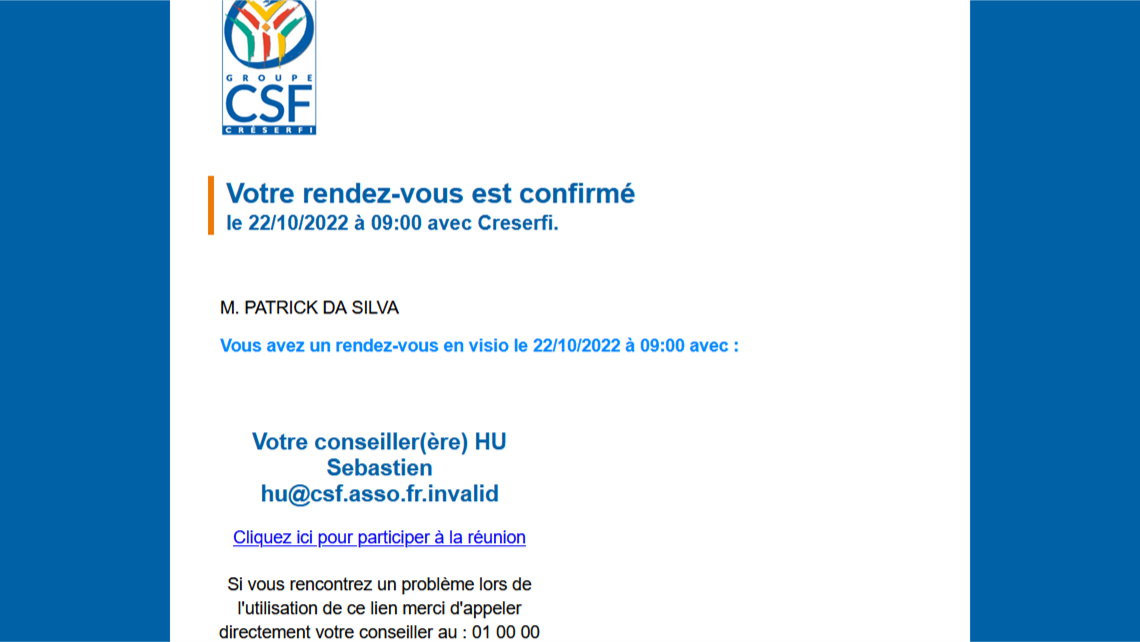 GROUPE
CSF
CRÉSERFI
Votre rendez-vous est confirmé
le 22/10/2022 à 09:00 avec Creserfi.
M. PATRICK DA SILVA
Vous avez un rendez-vous en visio le 22/10/2022 à 09:00 avec :
Votre conseiller(ère) HU
Sebastien
hu@csf.asso.fr.invalid
Cliquez ici pour participer à la réunion
Si vous rencontrez un problème lors de
l'utilisation de ce lien merci d'appeler
directement votre conseiller au : 01 00 00